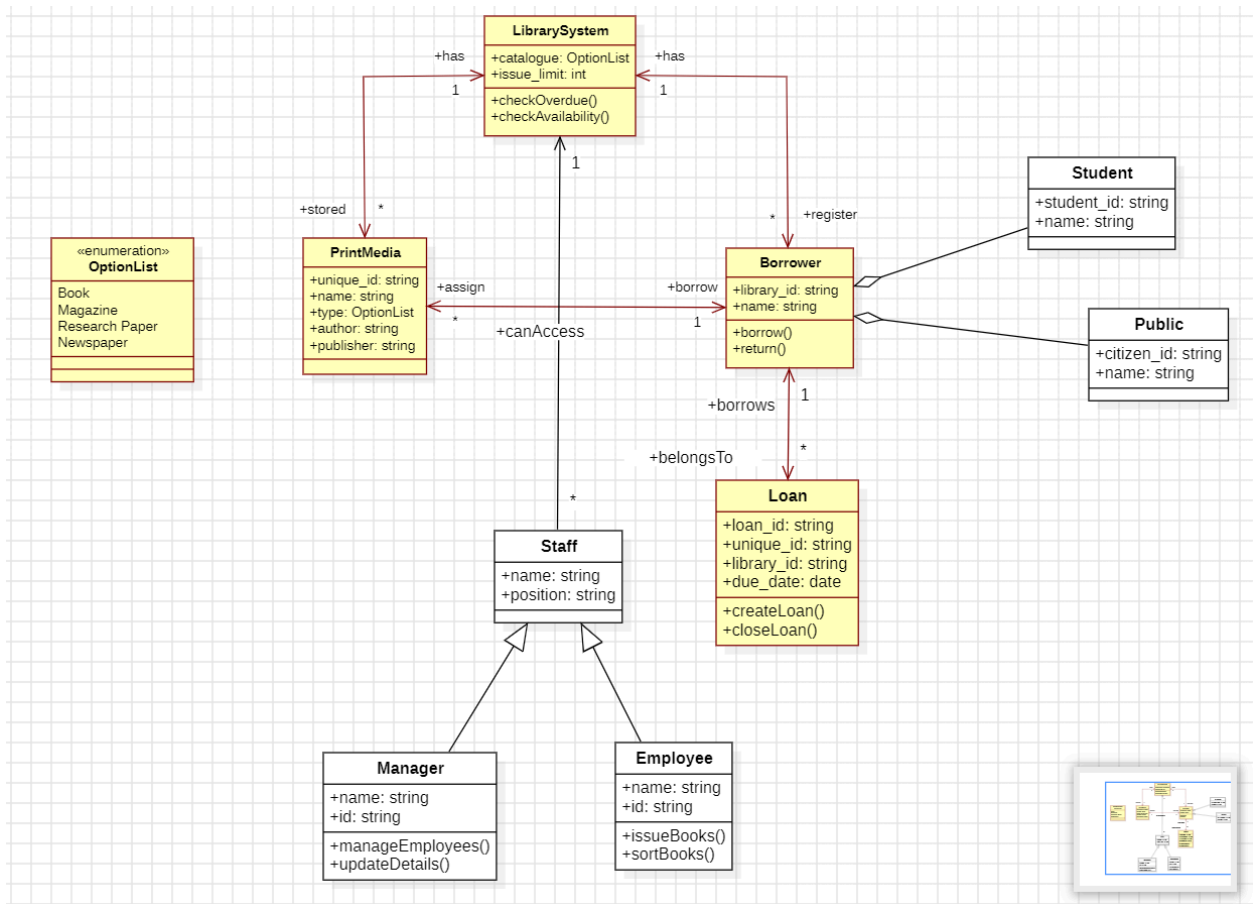 LibrarySystem
+catalogue: OptionList
+issue_limit: int
+checkOverdue()
+checkAvailability()
+has
1
+has
1
1
+stored
*
*
+register
Student
+student_id: string
+name: string
«enumeration»
OptionList
Book
Magazine
Research Paper
Newspaper
PrintMedia
+unique_id: string
+name: string
+type: OptionList
+author: string
+publisher: string
+assign
*
+borrow
1
+canAccess
Borrower
+library_id: string
+name: string
+borrow()
+return()
Public
+citizen_id: string
+name: string
+borrows
1
+belongsTo
*
*
Loan
+loan_id: string
+unique_id: string
+library_id: string
+due_date: date
+createLoan()
+closeLoan()
Staff
+name: string
+position: string
Manager
+name: string
+id: string
+manageEmployees()
+updateDetails()
Employee
+name: string
+id: string
+issueBooks()
+sortBooks()